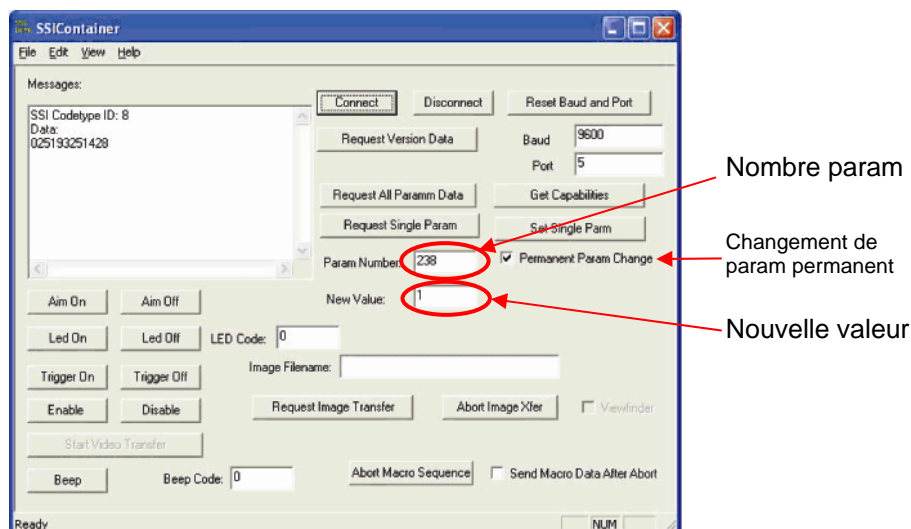 SSIContainer
File Edit View Help
Messages:
SSI Codetype ID: 8
Data:
025193251428
Connect Disconnect Reset Baud and Port
Request Version Data
Baud 9600
Port 5
Request All Paramm Data Get Capabilities
Request Single Param Set Single Parm
Param Number: 238 Permanent Param Change
New Value: 1
Nombre param
Changement de
param permanent
Nouvelle valeur
Aim On Aim Off
Led On Led Off LED Code: 0
Image Filename:
Trigger On Trigger Off
Enable Disable Request Image Transfer Abort Image Xfer Viewfinder
Start Video Transfer
Beep Beep Code: 0 Abort Macro Sequence Send Macro Data After Abort
Ready NUM